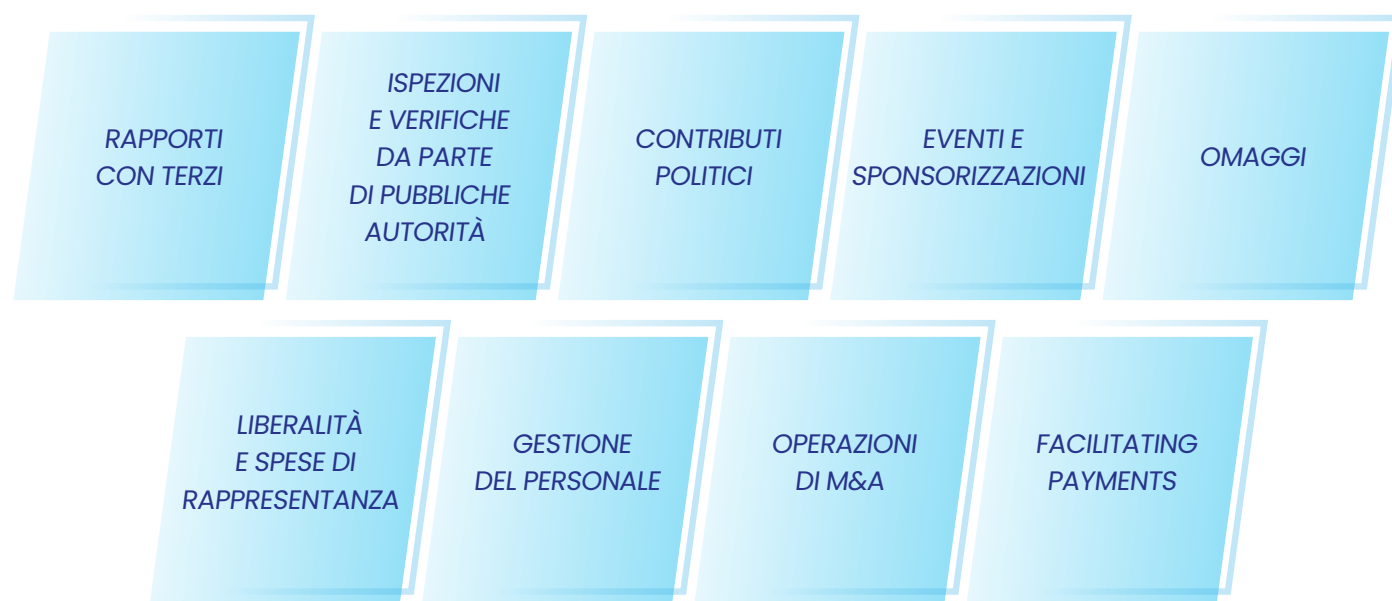 RAPPORTI
CON TERZI
ISPEZIONI
E VERIFICHE
DA PARTE
DI PUBBLICHE
AUTORITÀ
CONTRIBUTI
POLITICI
EVENTI E
SPONSORIZZAZIONI
OMAGGI
LIBERALITÀ
E SPESE DI
RAPPRESENTANZA
GESTIONE
DEL PERSONALE
OPERAZIONI
DI M&A
FACILITATING
PAYMENTS